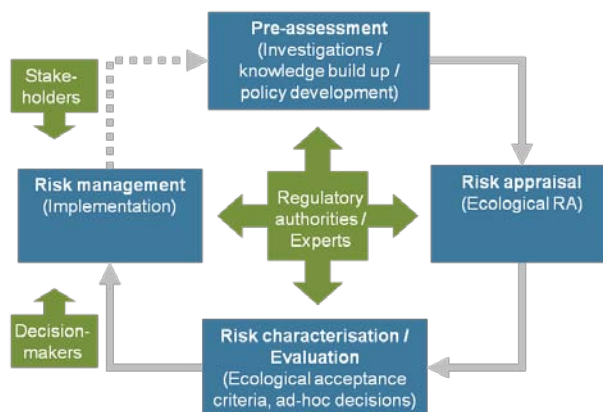 Pre-assessment
(Investigations /
knowledge build up /
policy development)
Stake-
holders
Risk management
(Implementation)
Regulatory
authorities /
Experts
Risk appraisal
(Ecological RA)
Decision-
makers
Risk characterisation /
Evaluation
(Ecological acceptance
criteria, ad-hoc decisions)